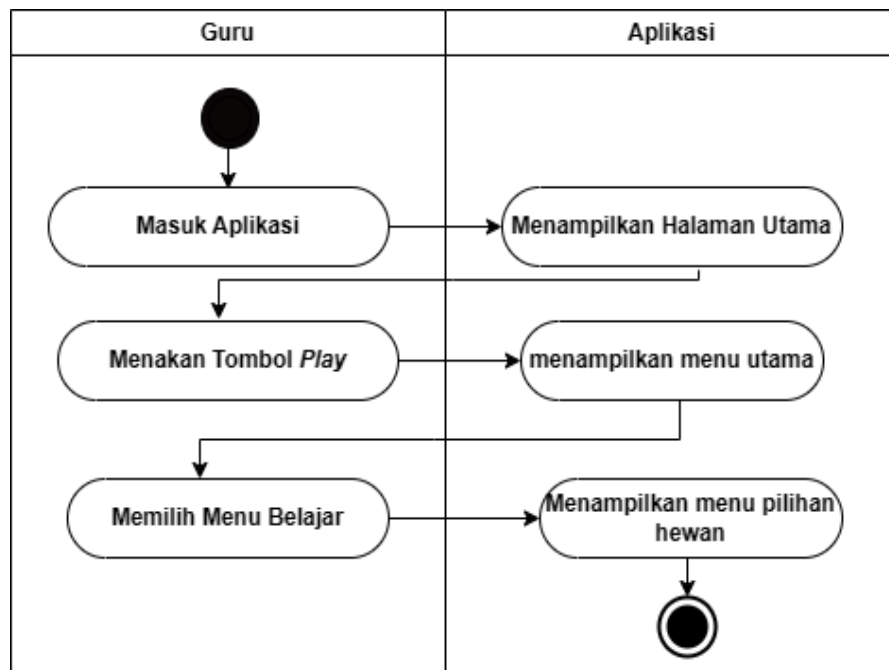 Guru
Aplikasi
Masuk Aplikasi
Menampilkan Halaman Utama
Menakan Tombol Play
menampilkan menu utama
Memilih Menu Belajar
Menampilkan menu pilihan
hewan